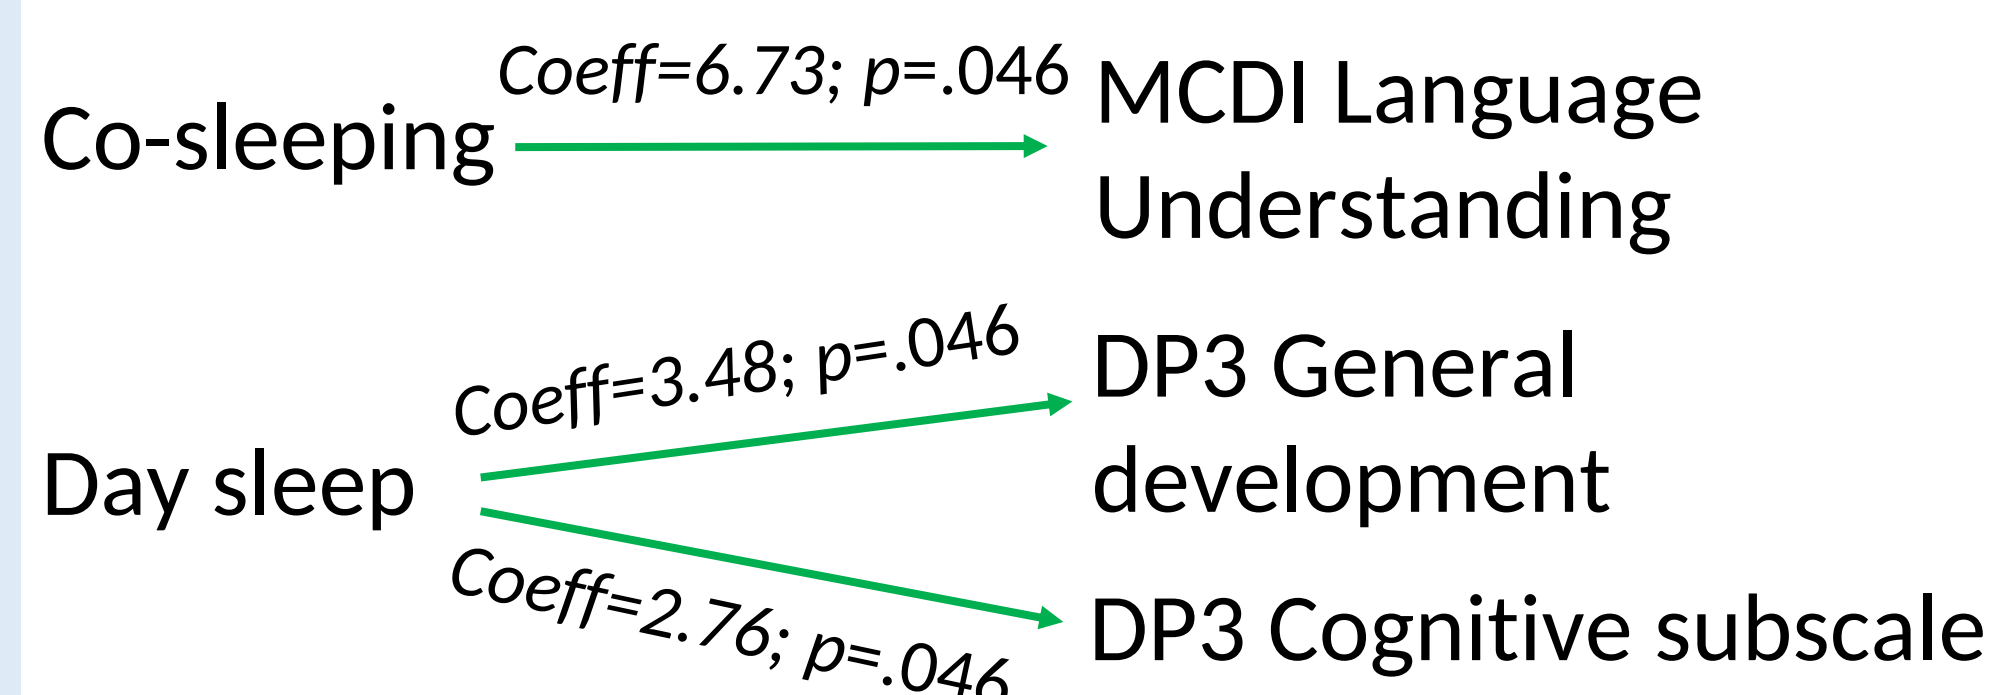 Coeff=6.73; p=.046
Co-sleeping
MCDI Language
Understanding
Coeff=3.48; p=.046
DP3 General
development
Day sleep
Coeff=2.76; p=.046
DP3 Cognitive subscale